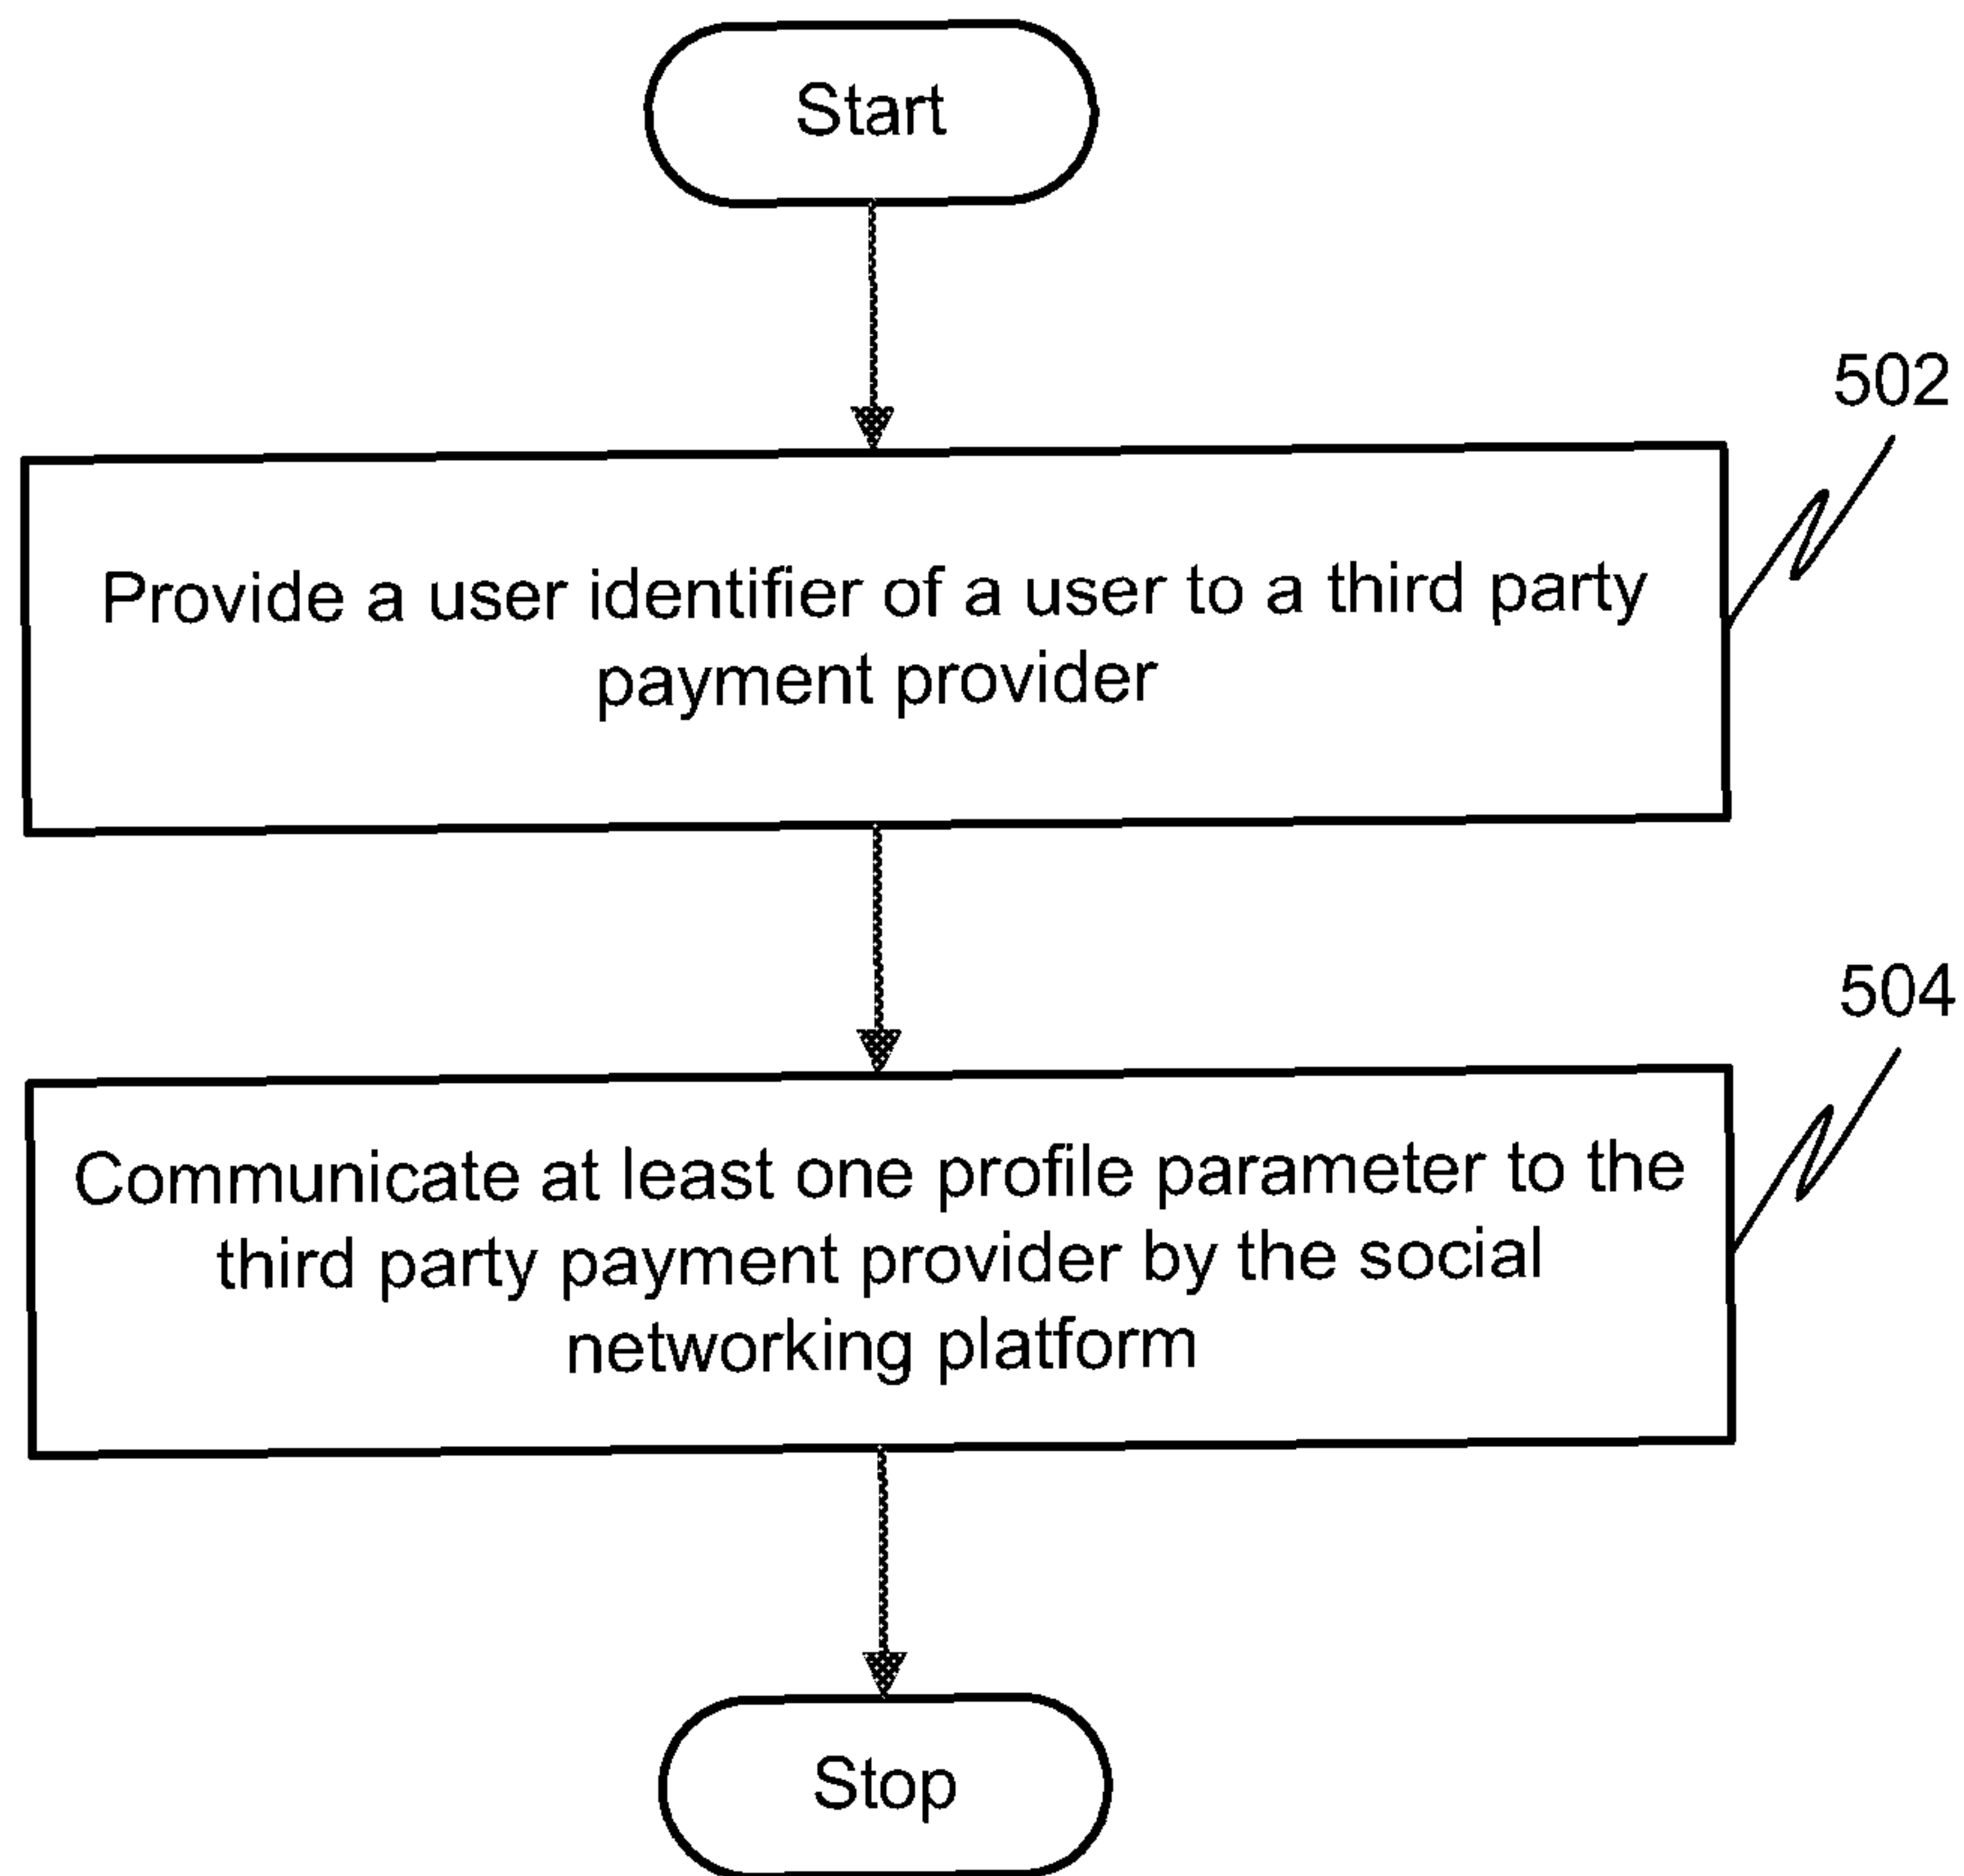 Start
502
Provide a user identifier of a user to a third party
payment provider
504
Communicate at least one profile parameter to the
third party payment provider by the social
networking platform
Stop